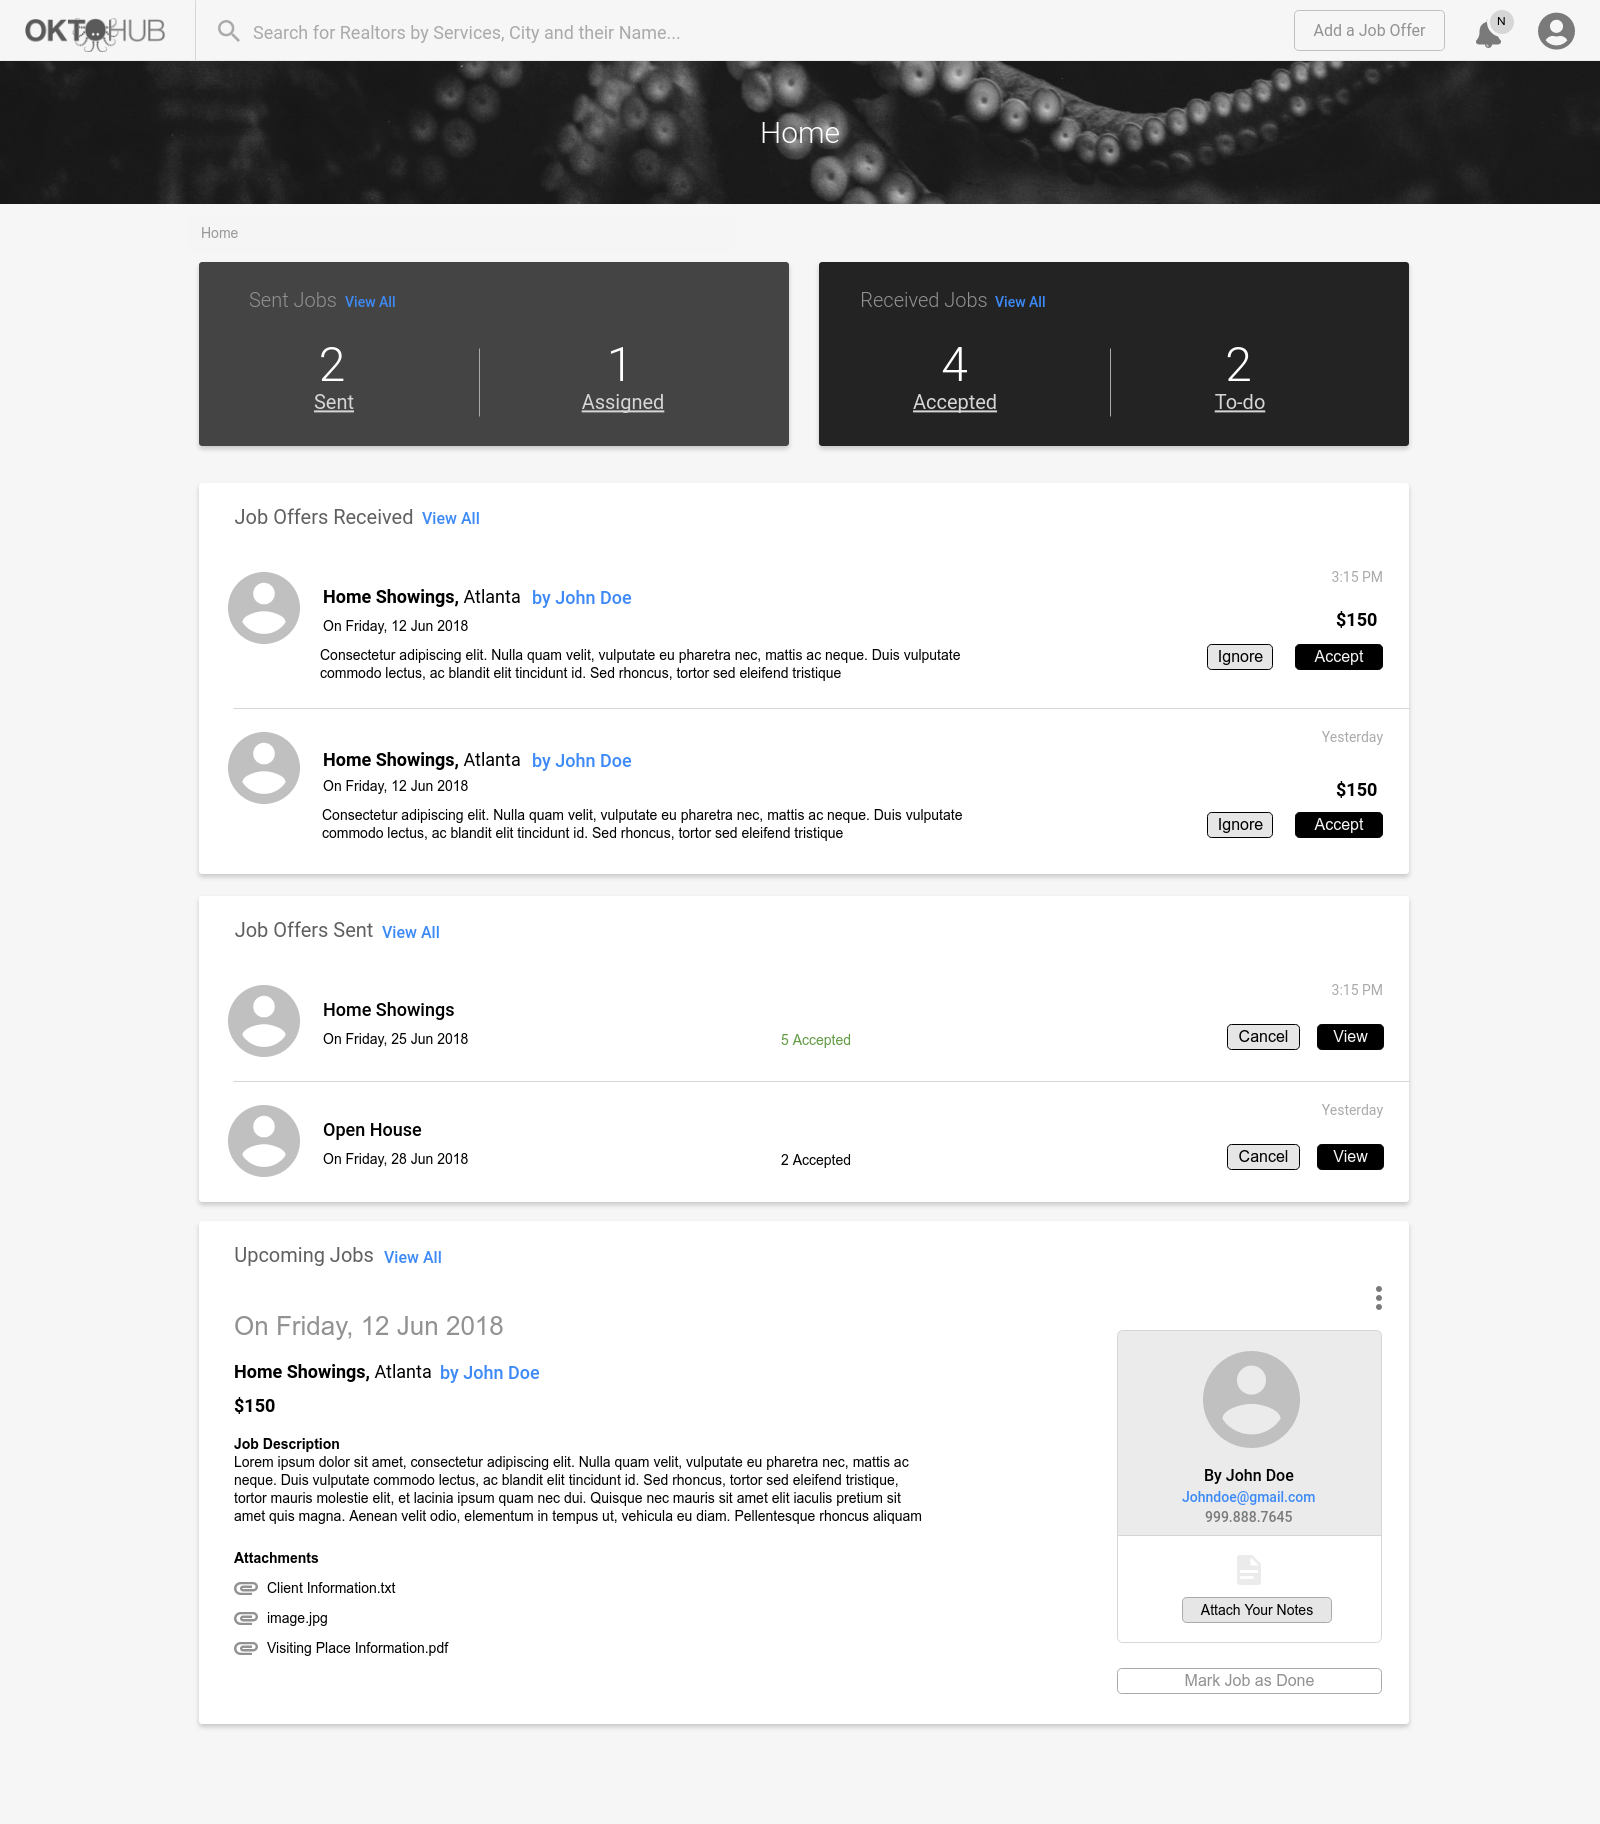 OKTOHUB
Search for Realtors by Services, City and their Name...
Add a Job Offer
N
Home
Home
Sent Jobs View All
2
Sent
1
Assigned
Received Jobs View All
4
Accepted
2
To-do
Job Offers Received View All
3:15 PM
Home Showings, Atlanta by John Doe
On Friday, 12 Jun 2018
$150
Consectetur adipiscing elit. Nulla quam velit, vulputate eu pharetra nec, mattis ac neque. Duis vulputate
commodo lectus, ac blandit elit tincidunt id. Sed rhoncus, tortor sed eleifend tristique
Ignore
Accept
Yesterday
Home Showings, Atlanta by John Doe
On Friday, 12 Jun 2018
$150
Consectetur adipiscing elit. Nulla quam velit, vulputate eu pharetra nec, mattis ac neque. Duis vulputate
commodo lectus, ac blandit elit tincidunt id. Sed rhoncus, tortor sed eleifend tristique
Ignore
Accept
Job Offers Sent View All
3:15 PM
Home Showings
On Friday, 25 Jun 2018
5 Accepted
Cancel
View
Yesterday
Open House
On Friday, 28 Jun 2018
2 Accepted
Cancel
View
Upcoming Jobs View All
On Friday, 12 Jun 2018
Home Showings, Atlanta by John Doe
$150
Job Description
Lorem ipsum dolor sit amet, consectetur adipiscing elit. Nulla quam velit, vulputate eu pharetra nec, mattis ac
neque. Duis vulputate commodo lectus, ac blandit elit tincidunt id. Sed rhoncus, tortor sed eleifend tristique,
tortor mauris molestie elit, et lacinia ipsum quam nec dui. Quisque nec mauris sit amet elit iaculis pretium sit
amet quis magna. Aenean velit odio, elementum in tempus ut, vehicula eu diam. Pellentesque rhoncus aliquam
Attachments
Client Information.txt
image.jpg
Visiting Place Information.pdf
By John Doe
Johndoe@gmail.com
999.888.7645
Attach Your Notes
Mark Job as Done